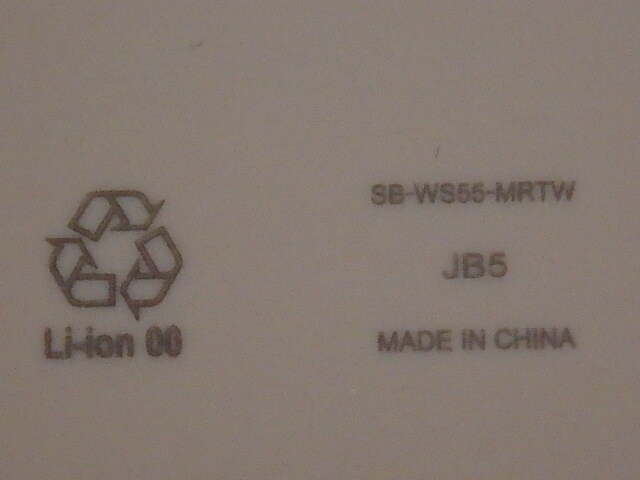 SB-WS55-MRTW
JB5
Li-ion 00
MADE IN CHINA